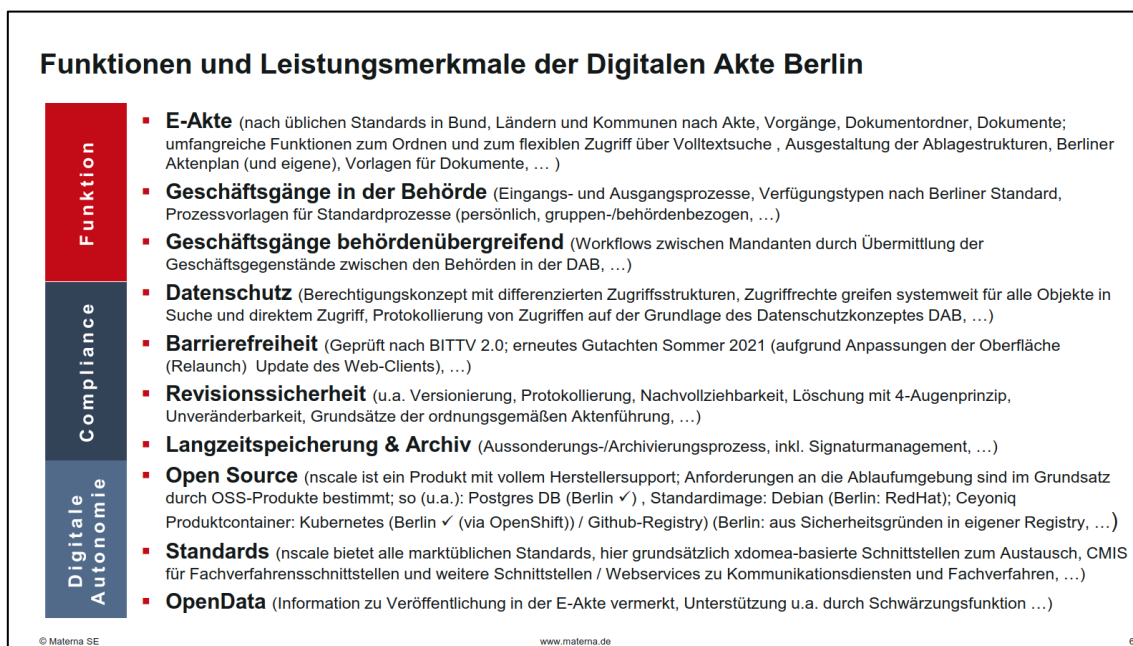 Funktionen und Leistungsmerkmale der Digitalen Akte Berlin
Funktion
▪ E-Akte (nach üblichen Standards in Bund, Ländern und Kommunen nach Akte, Vorgänge, Dokumentordner, Dokumente;
umfangreiche Funktionen zum Ordnen und zum flexiblen Zugriff über Volltextsuche , Ausgestaltung der Ablagestrukturen, Berliner
Aktenplan (und eigene), Vorlagen für Dokumente, … )
▪ Geschäftsgänge in der Behörde (Eingangs- und Ausgangsprozesse, Verfügungstypen nach Berliner Standard,
Prozessvorlagen für Standardprozesse (persönlich, gruppen-/behördenbezogen, …)
▪ Geschäftsgänge behördenübergreifend (Workflows zwischen Mandanten durch Übermittlung der
Geschäftsgegenstände zwischen den Behörden in der DAB, …)
Compliance
▪ Datenschutz (Berechtigungskonzept mit differenzierten Zugriffsstrukturen, Zugriffrechte greifen systemweit für alle Objekte in
Suche und direktem Zugriff, Protokollierung von Zugriffen auf der Grundlage des Datenschutzkonzeptes DAB, …)
▪ Barrierefreiheit (Geprüft nach BITTV 2.0; erneutes Gutachten Sommer 2021 (aufgrund Anpassungen der Oberfläche
(Relaunch) Update des Web-Clients), …)
▪ Revisionssicherheit (u.a. Versionierung, Protokollierung, Nachvollziehbarkeit, Löschung mit 4-Augenprinzip,
Unveränderbarkeit, Grundsätze der ordnungsgemäßen Aktenführung, …)
▪ Langzeitspeicherung & Archiv (Aussonderungs-/Archivierungsprozess, inkl. Signaturmanagement, …)
Digitale
Autonomie
▪ Open Source (nscale ist ein Produkt mit vollem Herstellersupport; Anforderungen an die Ablaufumgebung sind im Grundsatz
durch OSS-Produkte bestimmt; so (u.a.): Postgres DB (Berlin ✓) , Standardimage: Debian (Berlin: RedHat); Ceyoniq
Produktcontainer: Kubernetes (Berlin ✓ (via OpenShift)) / Github-Registry) (Berlin: aus Sicherheitsgründen in eigener Registry, …)
▪ Standards (nscale bietet alle marktüblichen Standards, hier grundsätzlich xdomea-basierte Schnittstellen zum Austausch, CMIS
für Fachverfahrensschnittstellen und weitere Schnittstellen / Webservices zu Kommunikationsdiensten und Fachverfahren, …)
▪ OpenData (Information zu Veröffentlichung in der E-Akte vermerkt, Unterstützung u.a. durch Schwärzungsfunktion …)
© Materna SE
www.materna.de
6